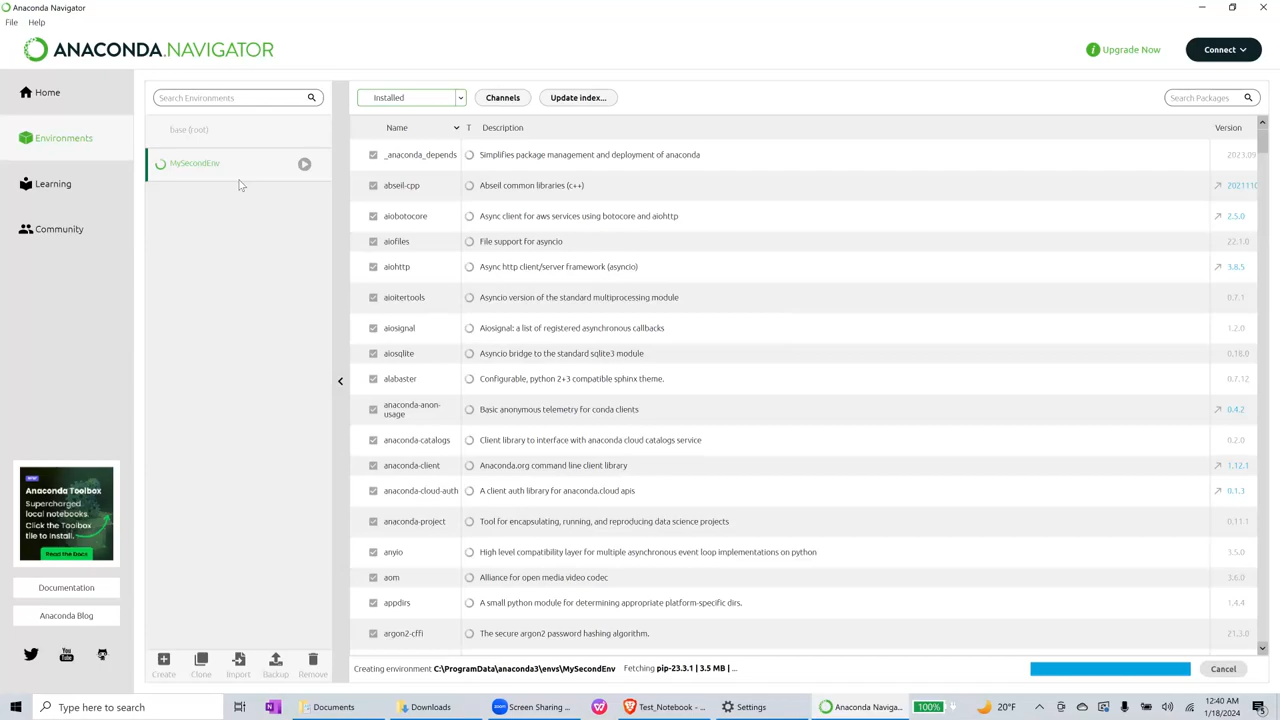 Anaconda Navigator
File Help
ANACONDA.NAVIGATOR
Upgrade Now
Connect
Home
Environments
Learning
Community
Search Environments
base (root)
MySecondEnv
Installed
Channels
Update index...
Search Packages
Name T Description Version
_anaconda_depends Simplifies package management and deployment of anaconda 2023.09
abseil-cpp Abseil common libraries (c++) 2021110
aiobotocore Async client for aws services using botocore and aiohttp 2.5.0
aiofiles File support for asyncio 22.1.0
aiohttp Async http client/server framework (asyncio) 3.8.5
aioitertools Asyncio version of the standard multiprocessing module 0.7.1
aiosignal Aiosignal: a list of registered asynchronous callbacks 1.2.0
aiosqlite Asyncio bridge to the standard sqlite3 module 0.18.0
alabaster Configurable, python 2+3 compatible sphinx theme. 0.7.12
anaconda-anon-
usage Basic anonymous telemetry for conda clients 0.4.2
anaconda-catalogs Client library to interface with anaconda cloud catalogs service 0.2.0
anaconda-client Anaconda.org command line client library 1.12.1
anaconda-cloud-auth A client auth library for anaconda.cloud apis 0.1.3
anaconda-project Tool for encapsulating, running, and reproducing data science projects 0.11.1
anyio High level compatibility layer for multiple asynchronous event loop implementations on python 3.5.0
aom Alliance for open media video codec 3.6.0
appdirs A small python module for determining appropriate platform-specific dirs. 1.4.4
argon2-cffi The secure argon2 password hashing algorithm. 21.3.0
Anaconda Toolbox
Supercharged
local notebooks.
Click the Toolbox
tile to install.
Read the Docs
Documentation
Anaconda Blog
Create Clone Import Backup Remove
Creating environment C:\ProgramData\anaconda3\envs\MySecondEnv Fetching pip-23.3.1 | 3.5 MB | ...
Cancel
Type here to search
Documents
Downloads
Screen Sharing ...
Test_Notebook - ...
Settings
Anaconda Naviga...
100%
20°F
12:40 AM
1/18/2024